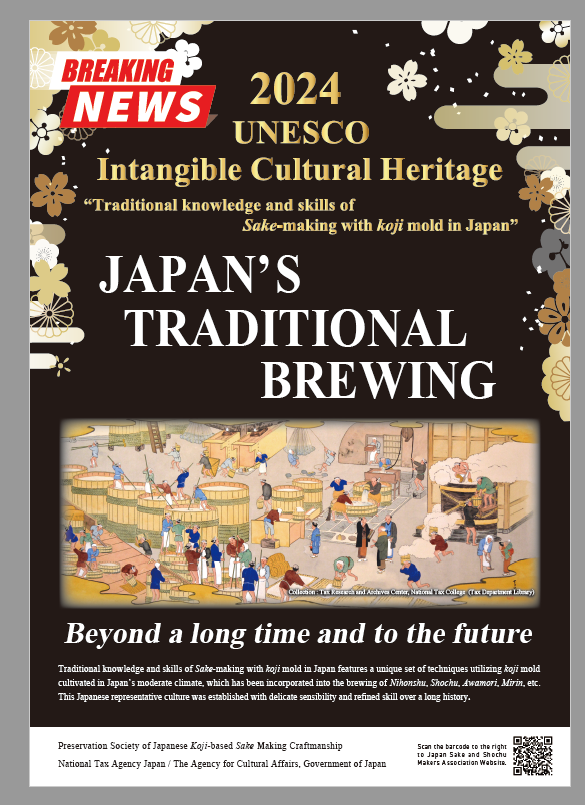 BREAKING
NEWS
2024
UNESCO
Intangible Cultural Heritage
“Traditional knowledge and skills of
Sake-making with koji mold in Japan”
JAPAN’S
TRADITIONAL
BREWING
Collection : Tax Research and Archives Center, National Tax College (Tax Department Library)
Beyond a long time and to the future
Traditional knowledge and skills of Sake-making with koji mold in Japan features a unique set of techniques utilizing koji mold
cultivated in Japan’s moderate climate, which has been incorporated into the brewing of Nihonshu, Shochu, Awamori, Mirin, etc.
This Japanese representative culture was established with delicate sensibility and refined skill over a long history.
Preservation Society of Japanese Koji-based Sake Making Craftmanship
National Tax Agency Japan / The Agency for Cultural Affairs, Government of Japan
Scan the barcode to the right
to Japan Sake and Shochu
Makers Association Website.